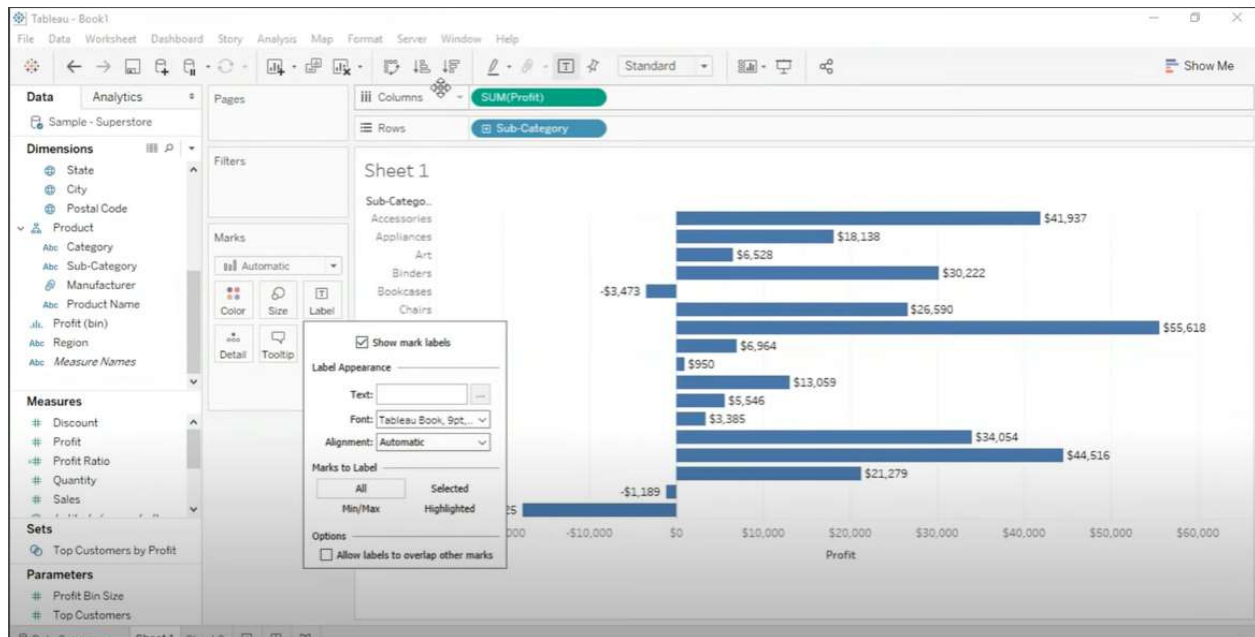 Tableau - Book1
File Data Worksheet Dashboard Story Analysis Map Format Server Window Help
Standard
Show Me
Data Analytics
Sample - Superstore
Dimensions
State
City
Postal Code
Product
Abc Category
Abc Sub-Category
Manufacturer
Abc Product Name
Profit (bin)
Abc Region
Abc Measure Names
Measures
# Discount
# Profit
=# Profit Ratio
# Quantity
# Sales
Sets
Top Customers by Profit
Parameters
# Profit Bin Size
# Top Customers
Pages
Filters
Marks
Automatic
Color Size Label
Detail Tooltip
Show mark labels
Label Appearance
Text:
Font: Tableau Book, 9pt,...
Alignment: Automatic
Marks to Label
All Selected
Min/Max Highlighted
Options
Allow labels to overlap other marks
Columns SUM(Profit)
Rows Sub-Category
Sheet 1
Sub-Catego..
Accessories $41,937
Appliances $18,138
Art $6,528
Binders $30,222
Bookcases -$3,473
Chairs $26,590
$55,618
$6,964
$950
$13,059
$5,546
$3,385
$34,054
$44,516
$21,279
-$1,189
25
000 -$10,000 $0 $10,000 $20,000 $30,000 $40,000 $50,000 $60,000
Profit
Sheet 1